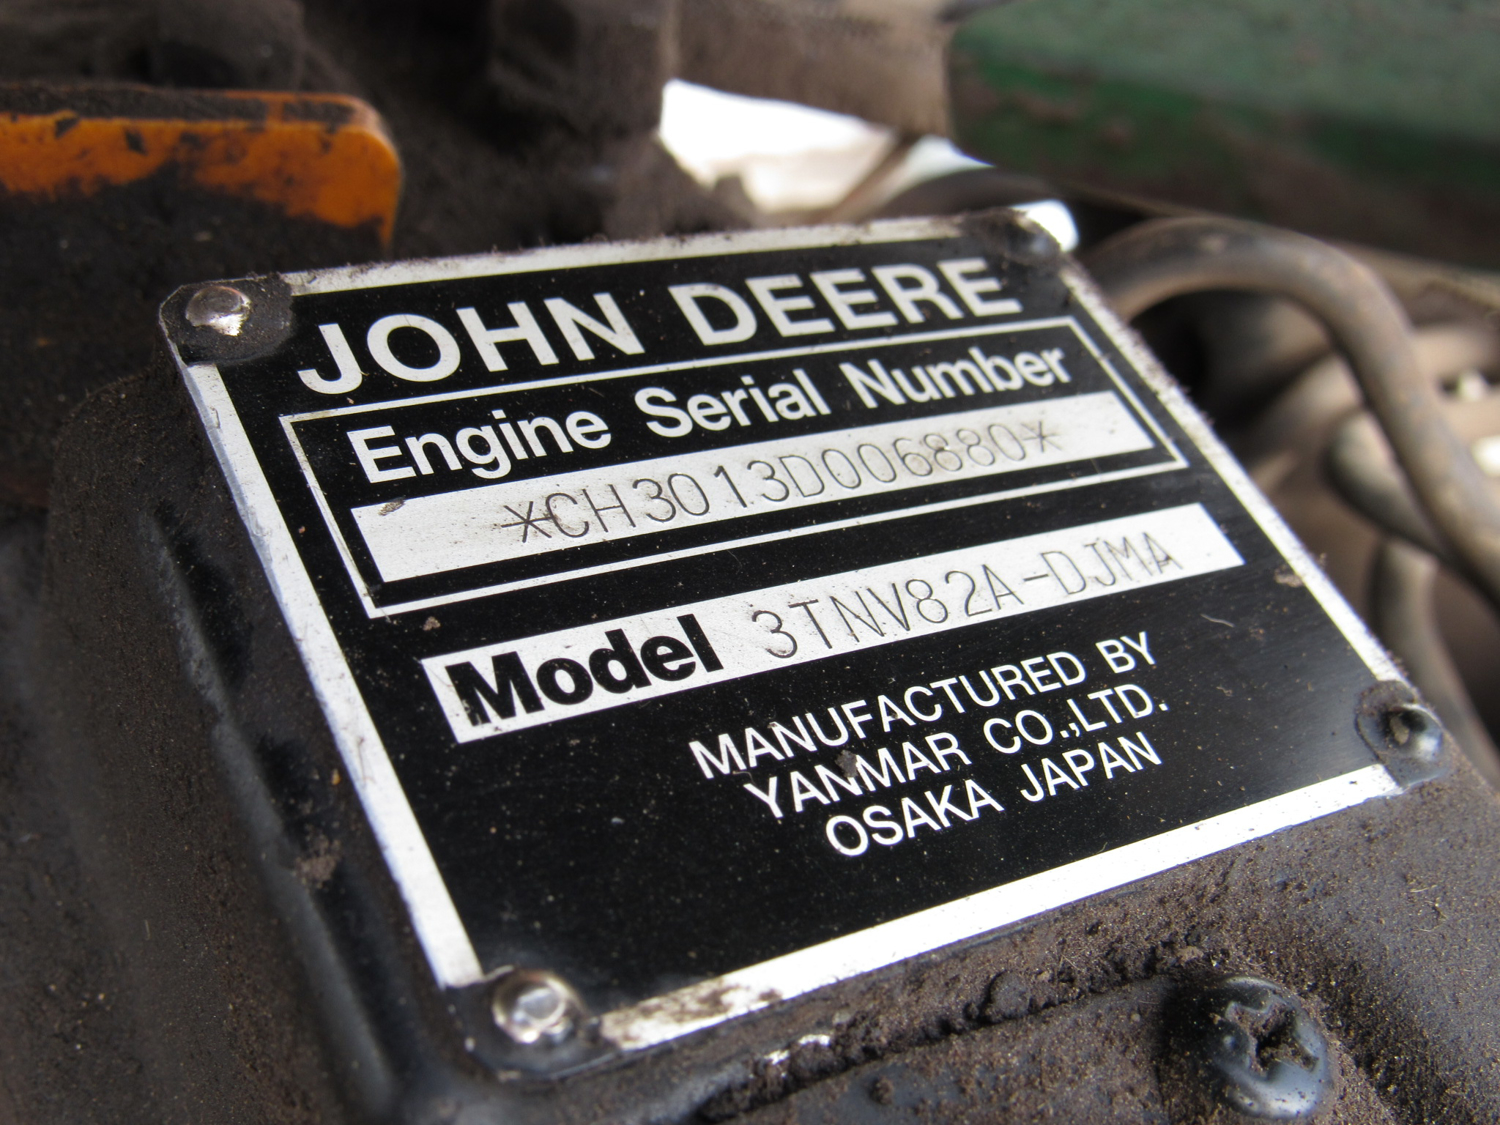 JOHN DEERE
Engine Serial Number
*CH3013D006880*
Model 3TNV82A-DJMA
MANUFACTURED BY
YANMAR CO.,LTD.
OSAKA JAPAN